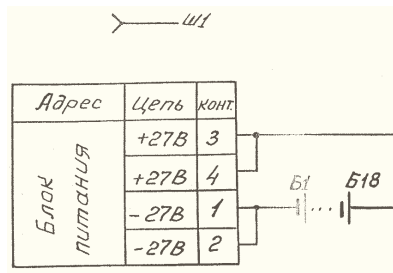 Ш1
Адрес Цепь конт.
Блок питания
+27В 3
+27В 4
-27В 1
-27В 2
Б1 ... Б18